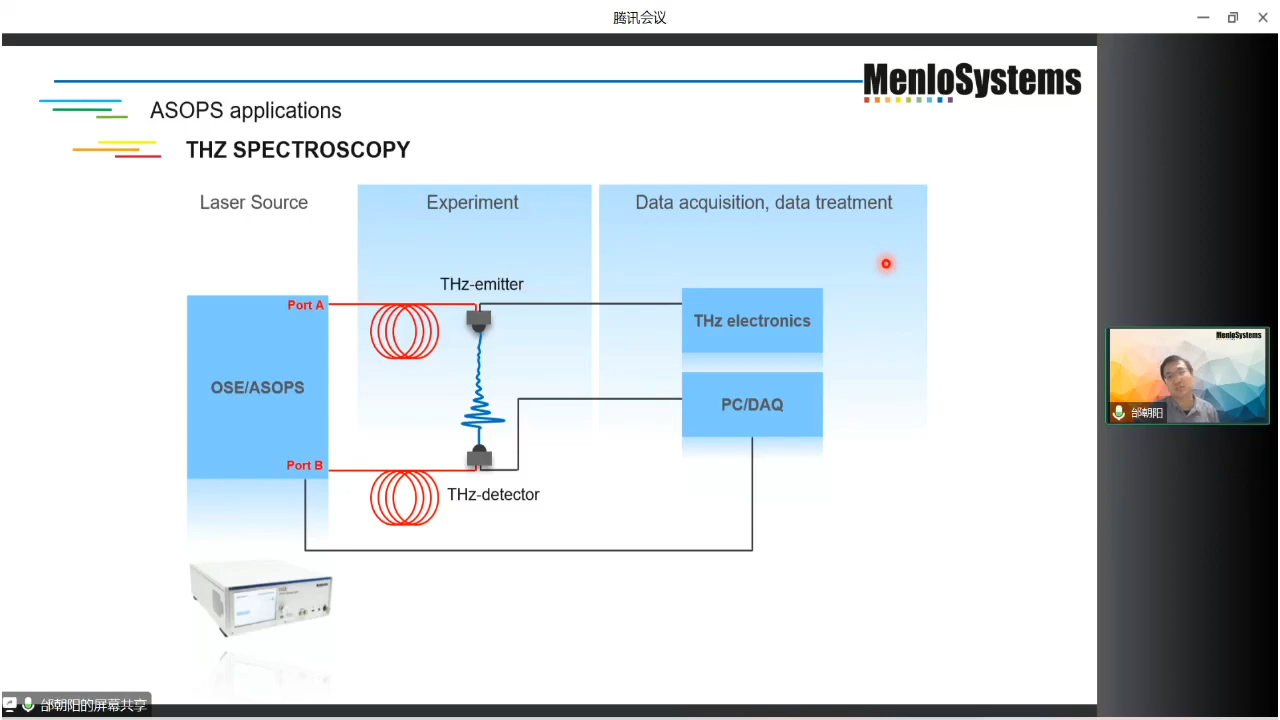 腾讯会议
MenloSystems
ASOPS applications
THZ SPECTROSCOPY
Laser Source
Experiment
Data acquisition, data treatment
THz-emitter
Port A
THz electronics
OSE/ASOPS
PC/DAQ
Port B
THz-detector
MenloSystems
邰朝阳
邰朝阳的屏幕共享